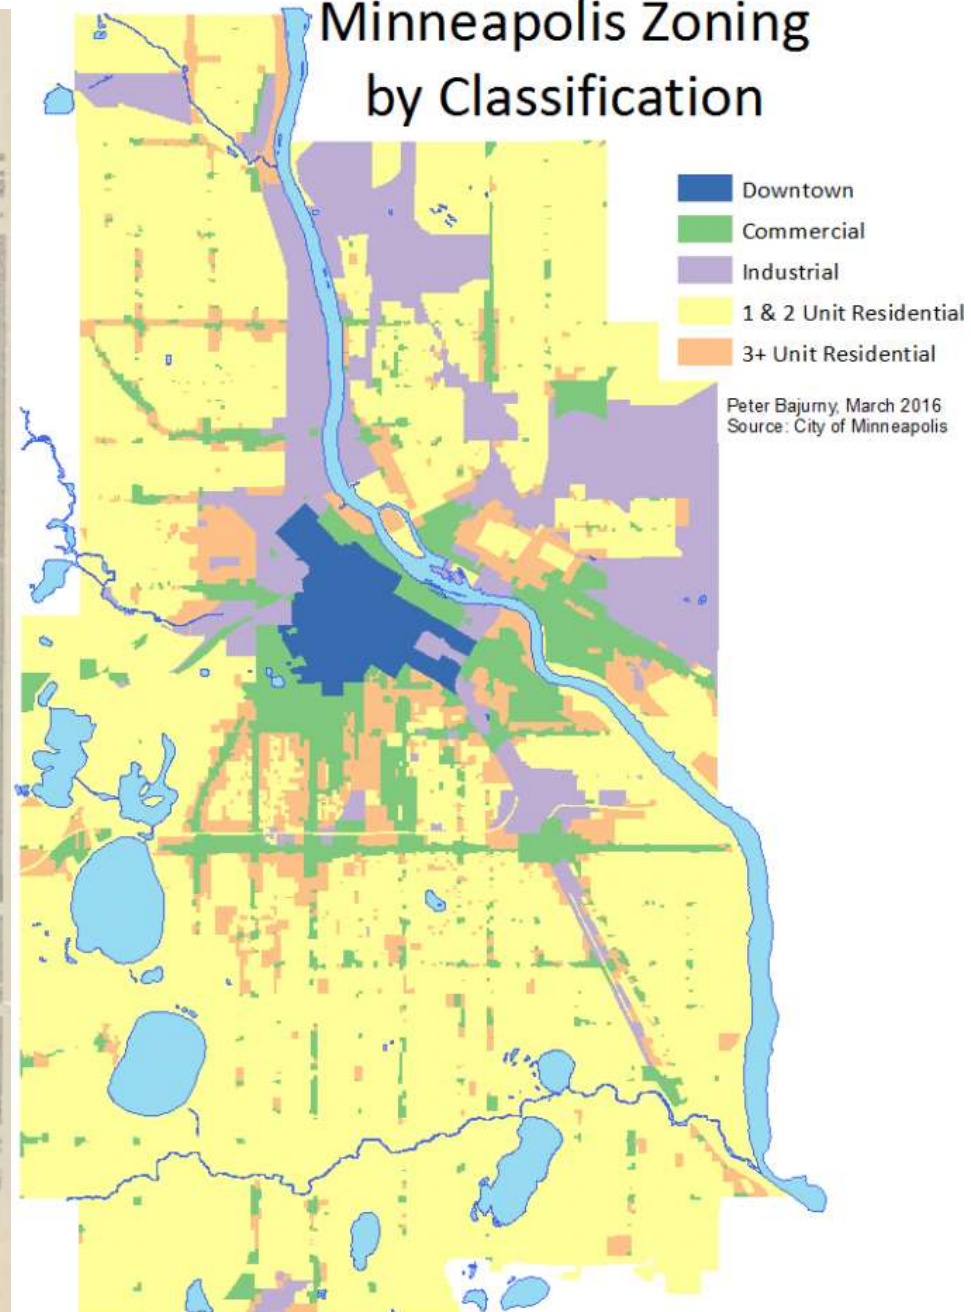 Minneapolis Zoning
by Classification
Downtown
Commercial
Industrial
1 & 2 Unit Residential
3+ Unit Residential
Peter Bajurny, March 2016
Source: City of Minneapolis